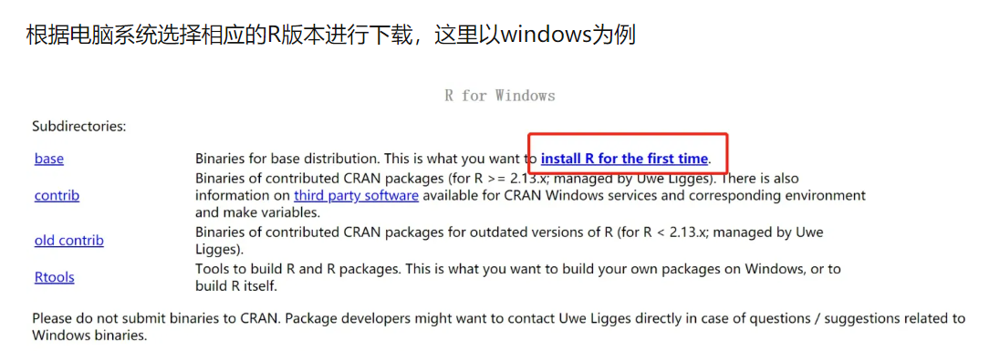 根据电脑系统选择相应的R版本进行下载，这里以windows为例
R for Windows
Subdirectories:
base Binaries for base distribution. This is what you want to install R for the first time.
Binaries of contributed CRAN packages (for R >= 2.13.x; managed by Uwe Ligges). There is also
contrib information on third party software available for CRAN Windows services and corresponding environment
and make variables.
old contrib Binaries of contributed CRAN packages for outdated versions of R (for R < 2.13.x; managed by Uwe
Ligges).
Rtools Tools to build R and R packages. This is what you want to build your own packages on Windows, or to
build R itself.
Please do not submit binaries to CRAN. Package developers might want to contact Uwe Ligges directly in case of questions / suggestions related to
Windows binaries.